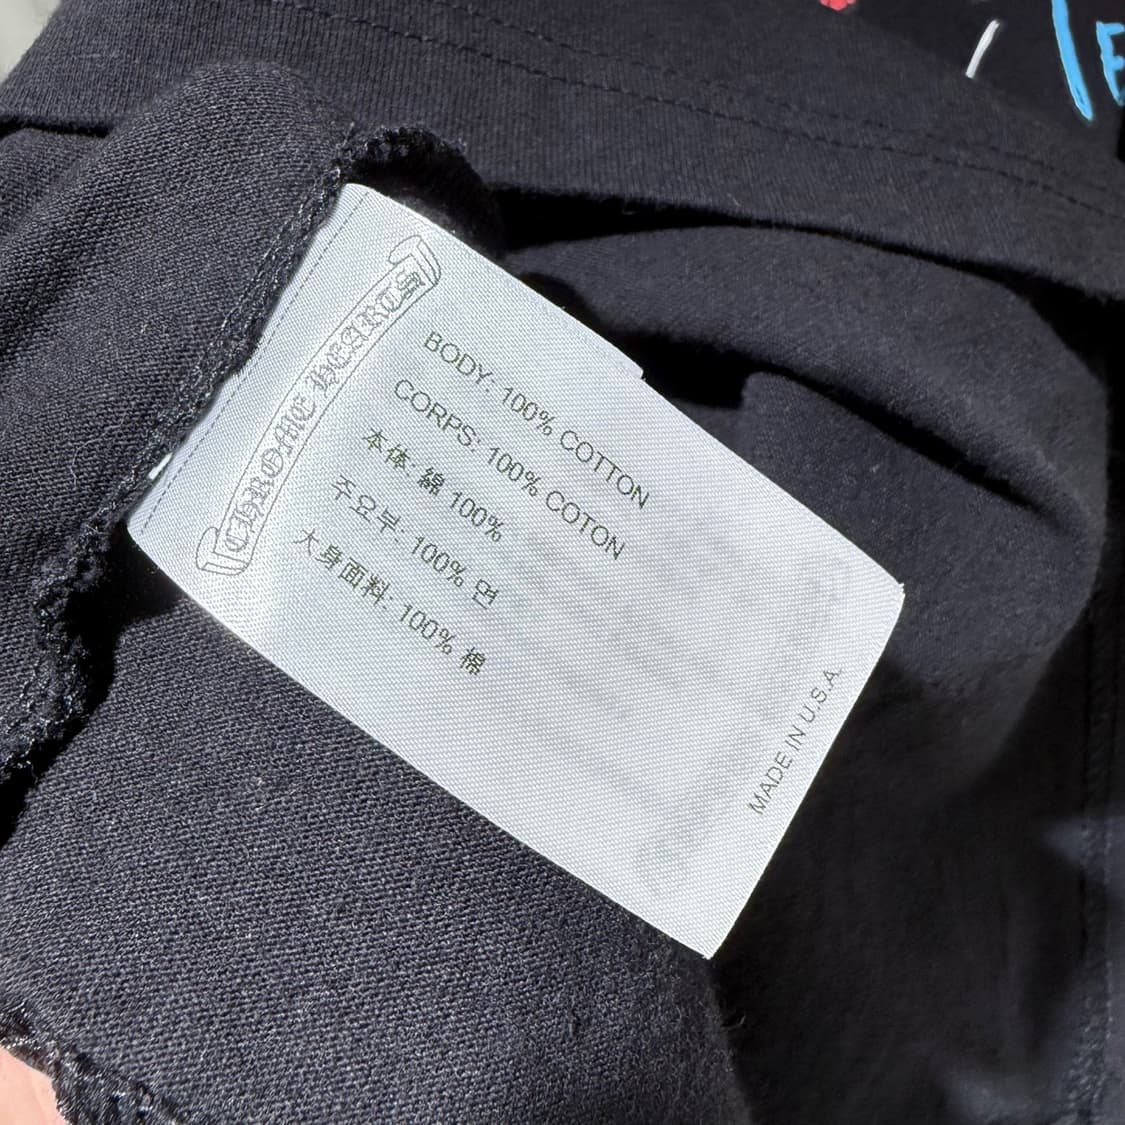 CHROME HEARTS
BODY: 100% COTTON
CORPS: 100% COTON
本体: 綿 100%
주요부: 100% 면
大身面料: 100% 棉
MADE IN U.S.A.